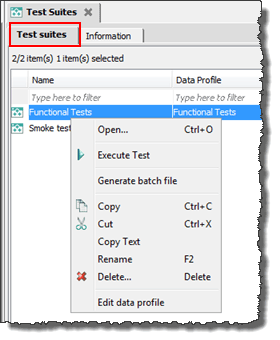 Test Suites
Test suites Information
2/2 item(s) 1 item(s) selected
Name Data Profile
Type here to filter Type here to filter
Functional Tests Functional Tests
Smoke test
Open... Ctrl+O
Execute Test
Generate batch file
Copy Ctrl+C
Cut Ctrl+X
Copy Text
Rename F2
Delete... Delete
Edit data profile